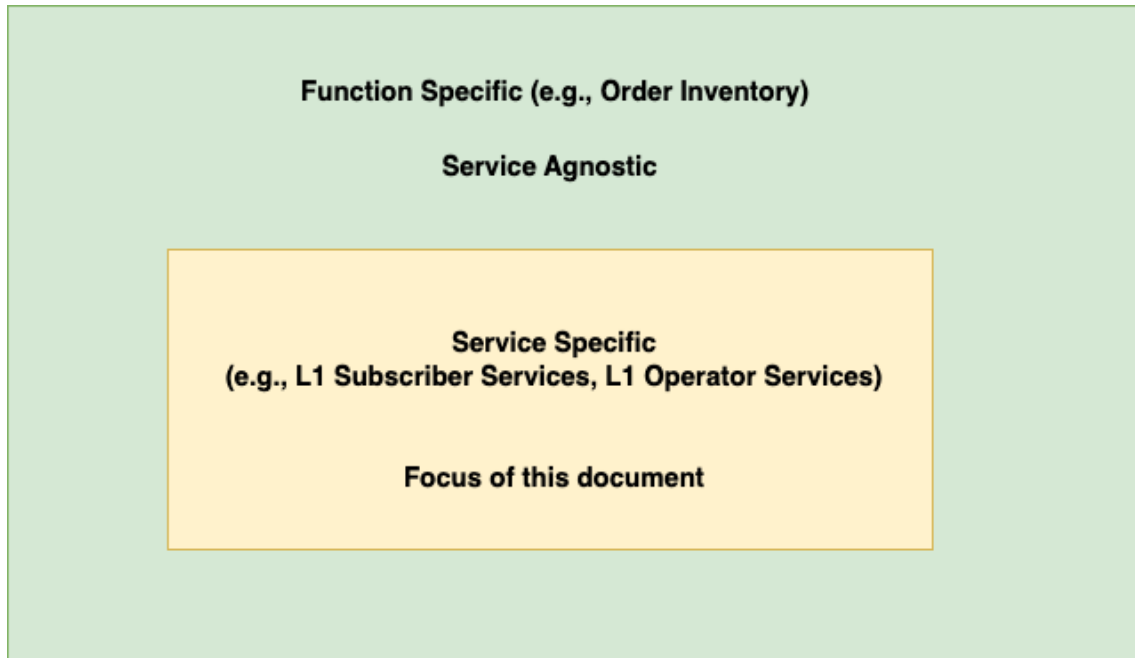 Function Specific (e.g., Order Inventory)
Service Agnostic
Service Specific
(e.g., L1 Subscriber Services, L1 Operator Services)
Focus of this document